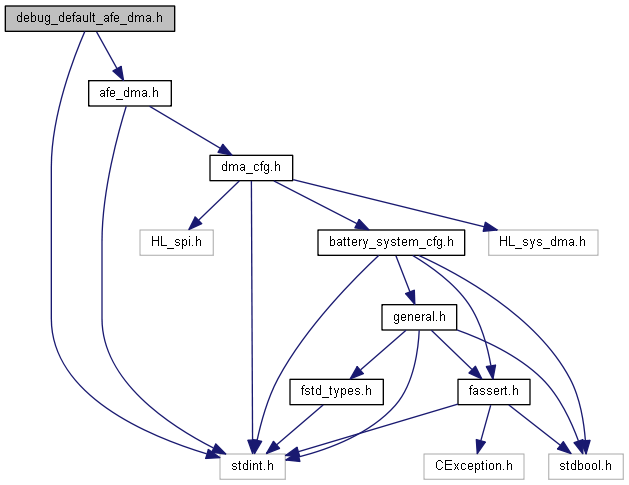 debug_default_afe_dma.h
afe_dma.h
dma_cfg.h
HL_spi.h
battery_system_cfg.h
HL_sys_dma.h
general.h
fstd_types.h
fassert.h
stdint.h
CException.h
stdbool.h